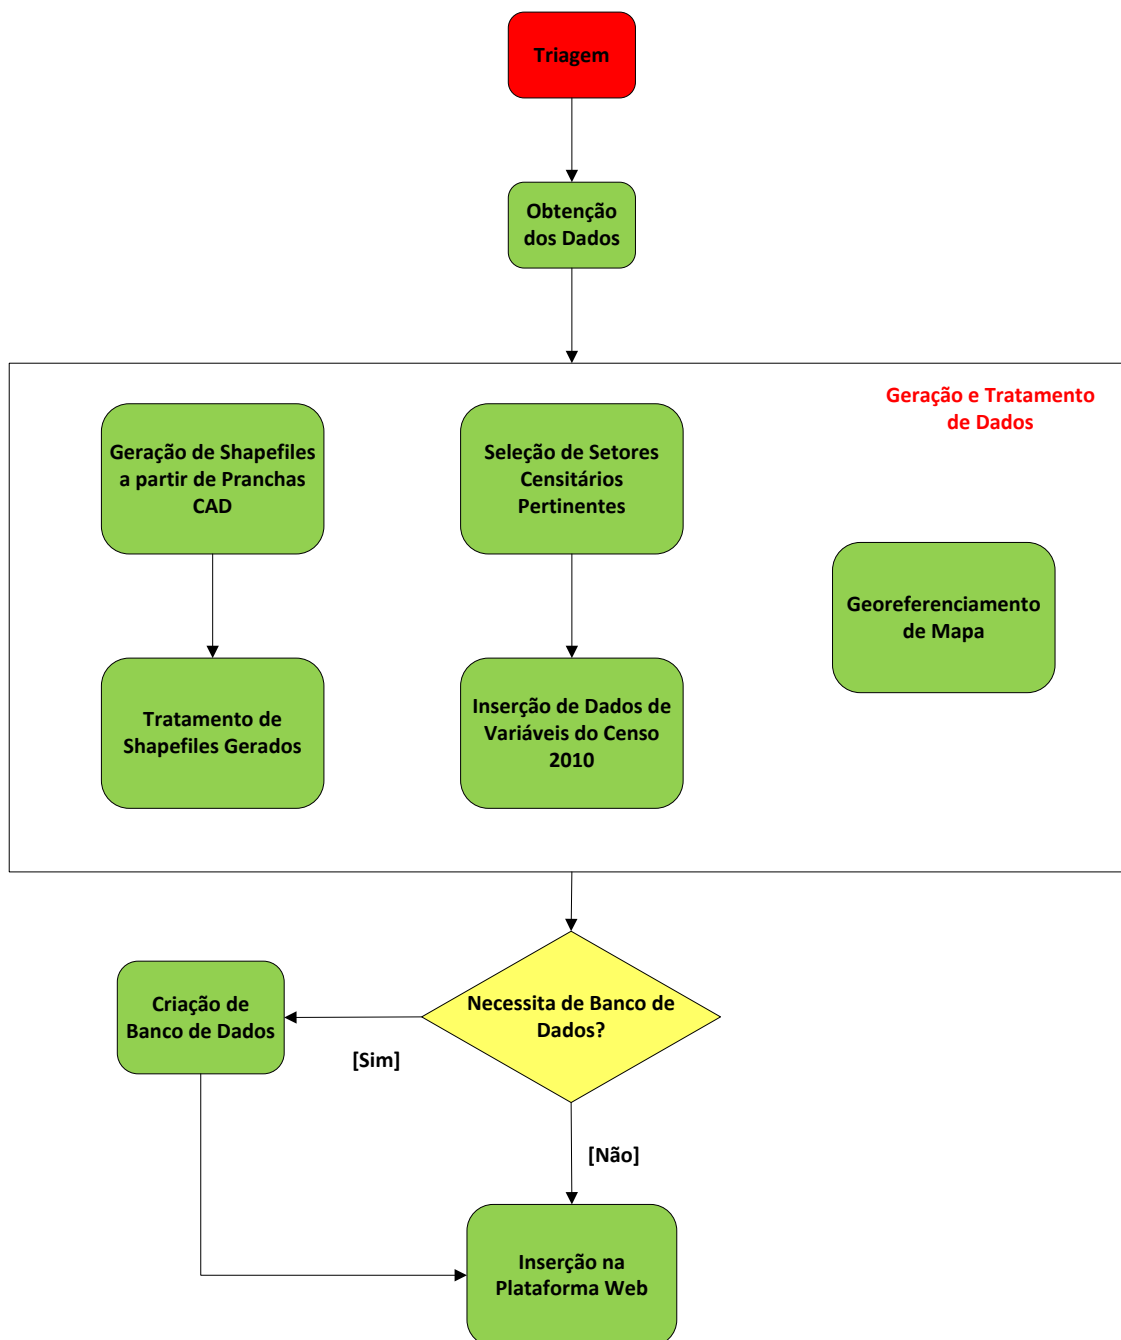 Triagem
Obtenção
dos Dados
Geração e Tratamento
de Dados
Geração de Shapefiles
a partir de Pranchas
CAD
Seleção de Setores
Censitários
Pertinentes
Georeferenciamento
de Mapa
Tratamento de
Shapefiles Gerados
Inserção de Dados de
Variáveis do Censo
2010
Necessita de Banco de
Dados?
Criação de
Banco de Dados
[Sim]
[Não]
Inserção na
Plataforma Web